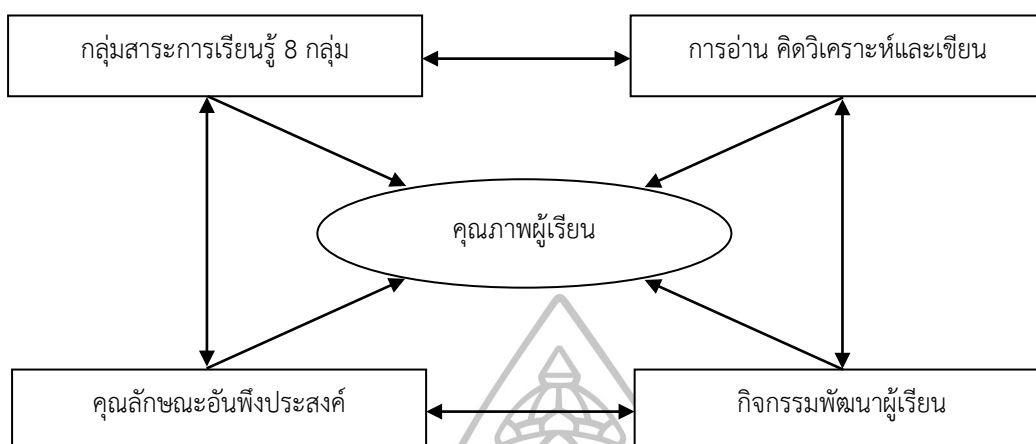 กลุ่มสาระการเรียนรู้ 8 กลุ่ม
การอ่าน คิดวิเคราะห์และเขียน
คุณภาพผู้เรียน
คุณลักษณะอันพึงประสงค์
กิจกรรมพัฒนาผู้เรียน